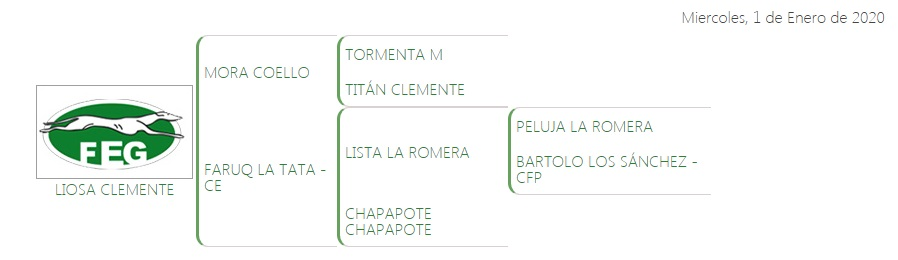 Miercoles, 1 de Enero de 2020
TORMENTA M
MORA COELLO
TITÁN CLEMENTE
PELUJA LA ROMERA
LISTA LA ROMERA
BARTOLO LOS SÁNCHEZ -
CFP
FEG
FARUQ LA TATA -
CE
LIOSA CLEMENTE
CHAPAPOTE
CHAPAPOTE